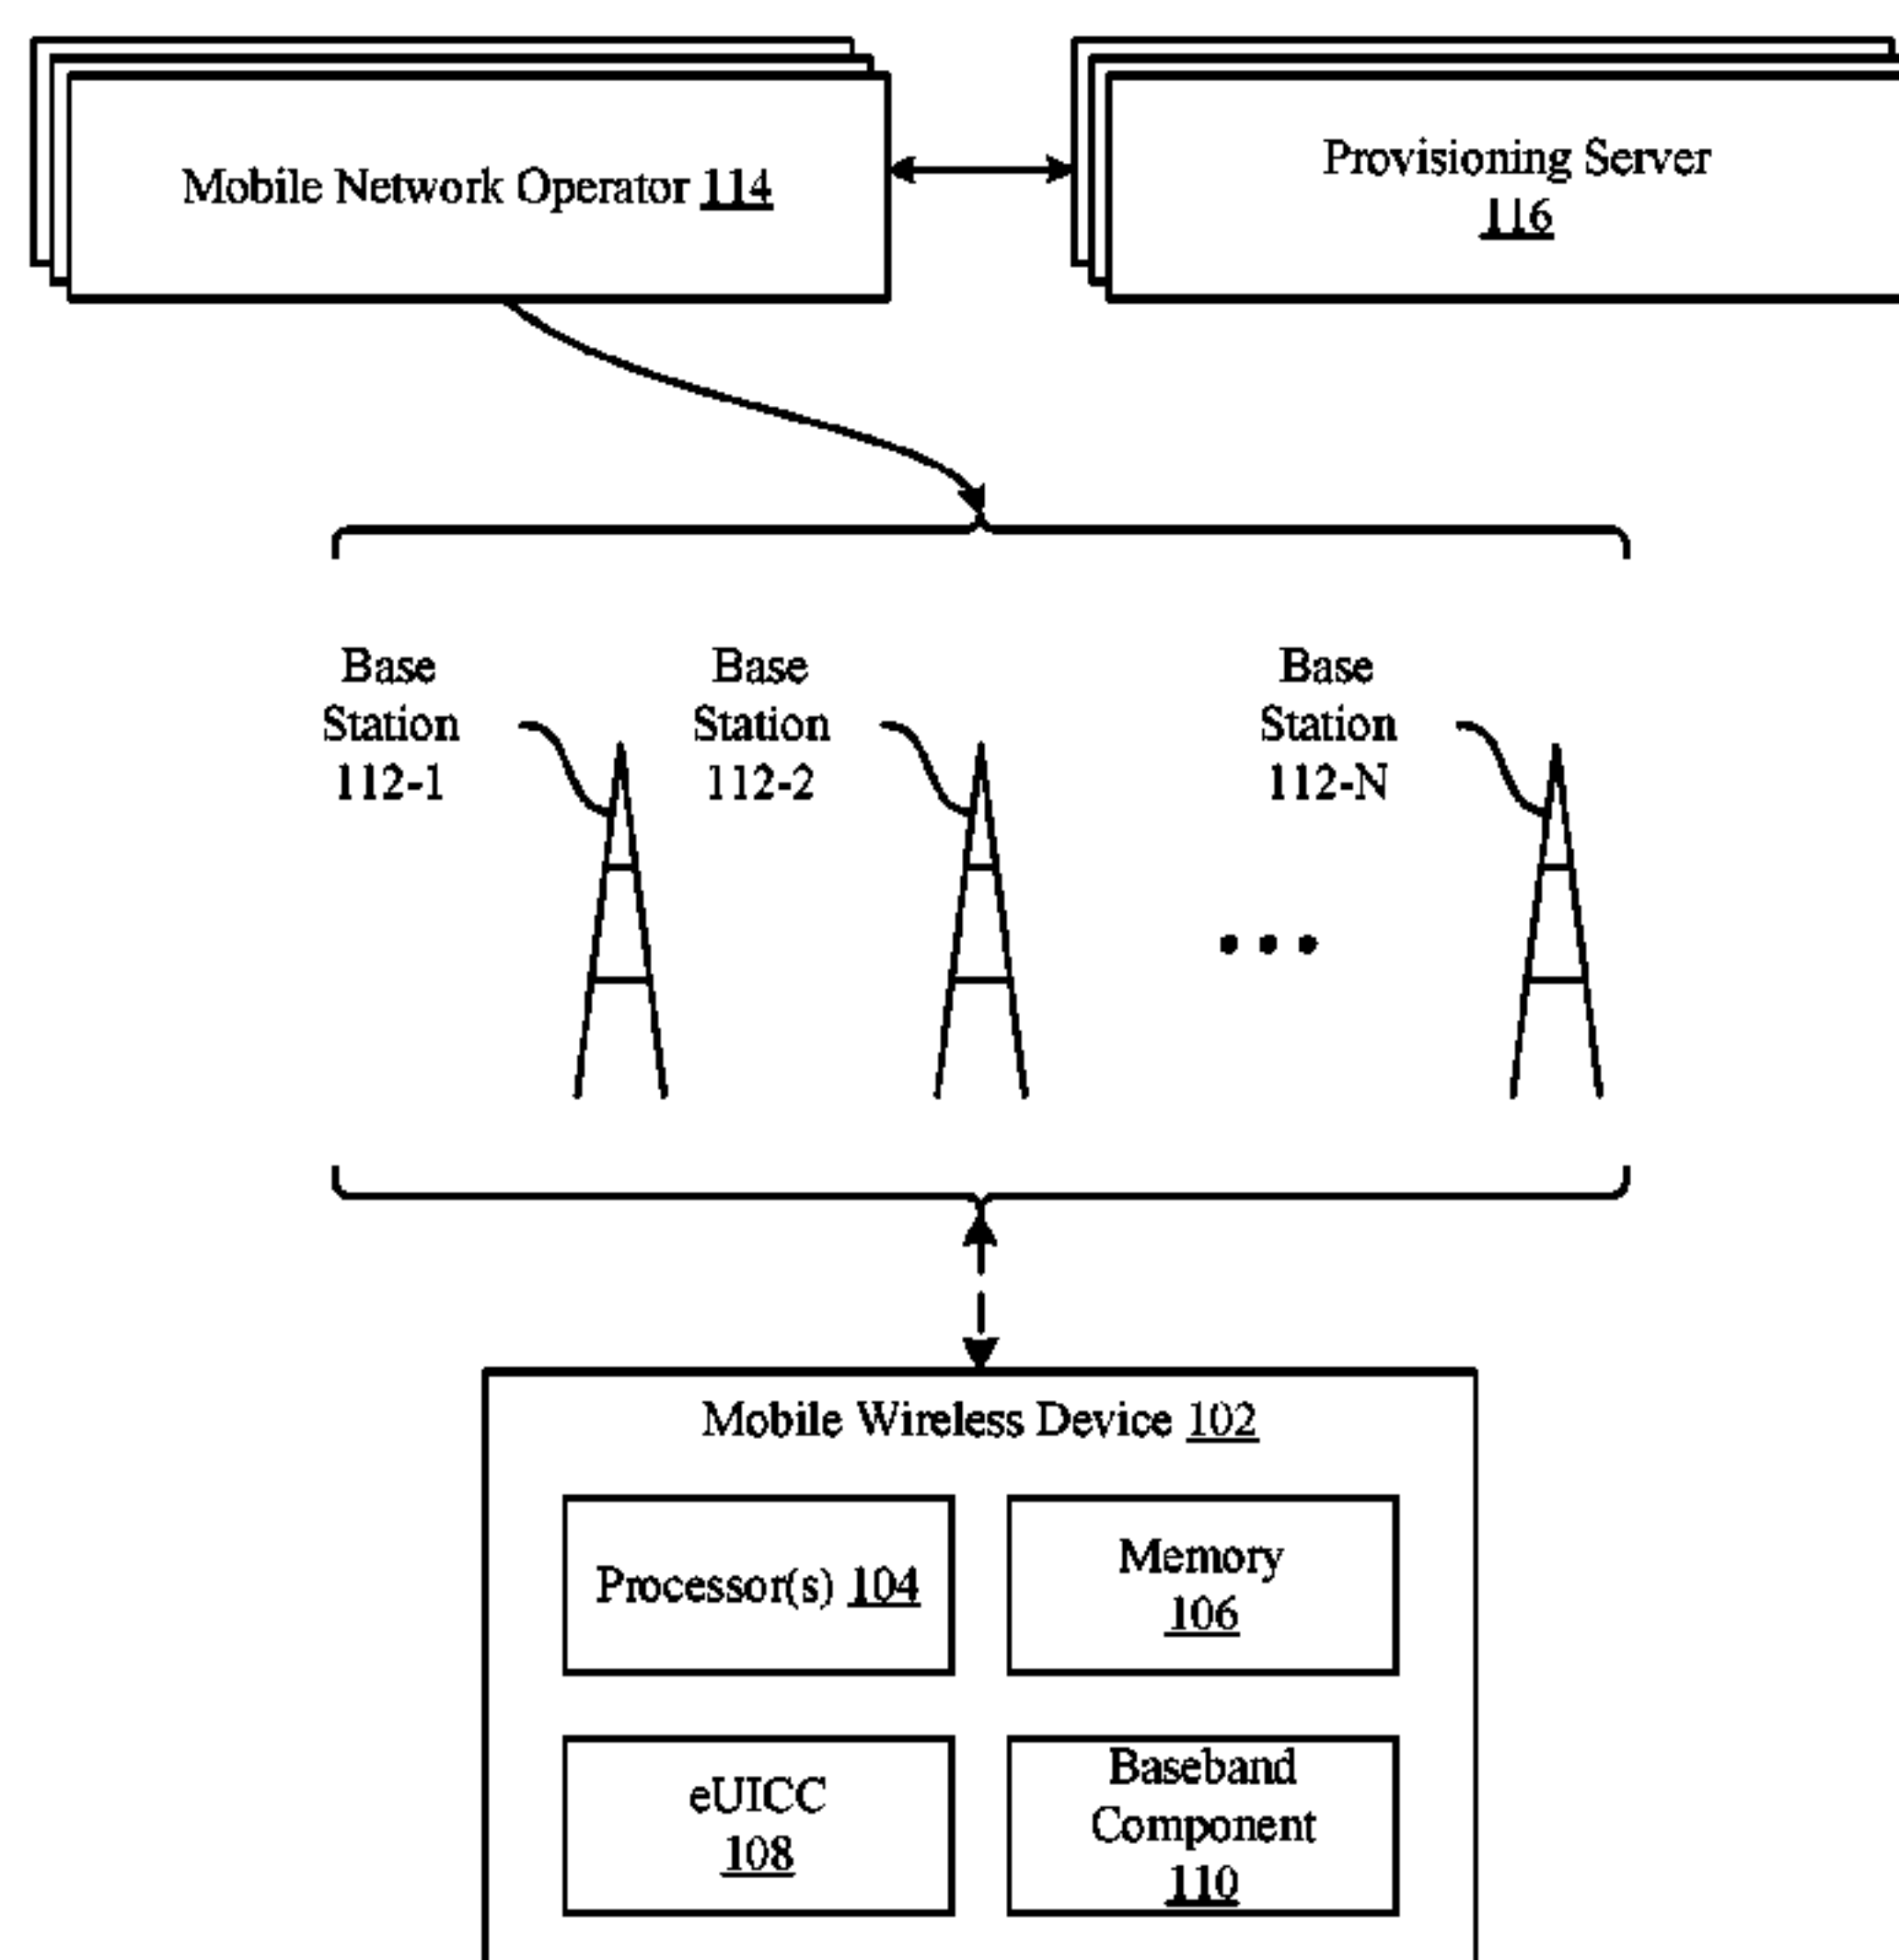 Mobile Network Operator 114
Provisioning Server
116
Base
Station
112-1
Base
Station
112-2
Base
Station
112-N
Mobile Wireless Device 102
Processor(s) 104
Memory
106
eUICC
108
Baseband
Component
110